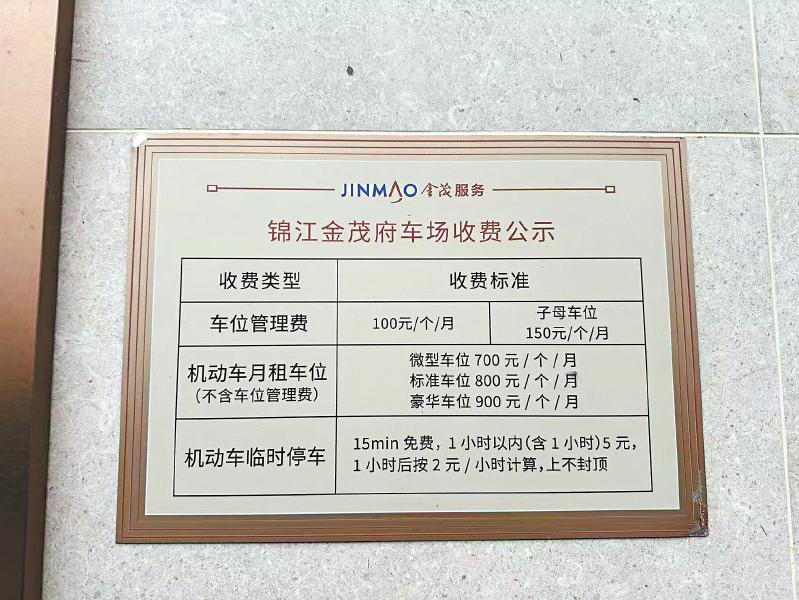 JINMAO 金茂服务
锦江金茂府车场收费公示
收费类型 收费标准
车位管理费 100元/个/月 子母车位 150元/个/月
机动车月租车位
（不含车位管理费）
微型车位 700 元 / 个 / 月
标准车位 800 元 / 个 / 月
豪华车位 900 元 / 个 / 月
机动车临时停车
15min 免费，1 小时以内（含 1 小时）5 元，
1 小时后按 2 元 / 小时计算，上不封顶